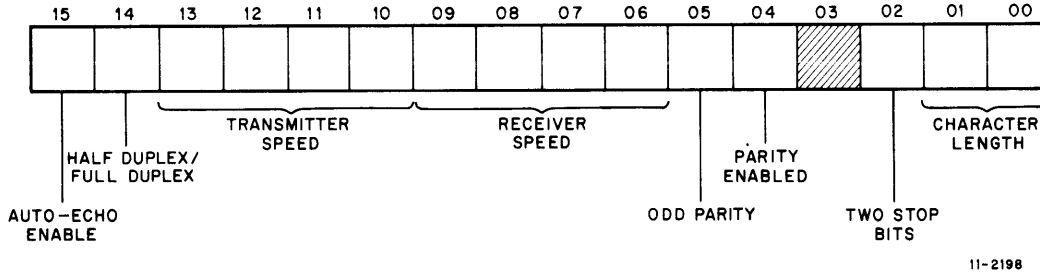 15 14 13 12 11 10 09 08 07 06 05 04 03 02 01 00
TRANSMITTER
SPEED
RECEIVER
SPEED
CHARACTER
LENGTH
HALF DUPLEX/
FULL DUPLEX
PARITY
ENABLED
AUTO-ECHO
ENABLE
ODD PARITY
TWO STOP
BITS
11-2198